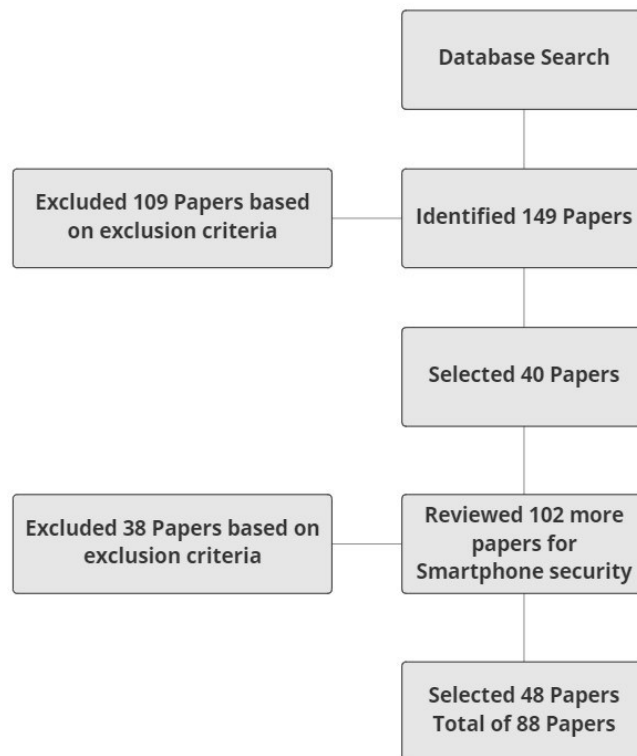 Database Search
Excluded 109 Papers based
on exclusion criteria
Identified 149 Papers
Selected 40 Papers
Excluded 38 Papers based on
exclusion criteria
Reviewed 102 more
papers for
Smartphone security
Selected 48 Papers
Total of 88 Papers